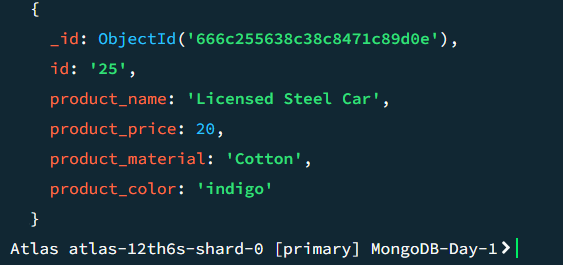 {
_id: ObjectId('666c255638c38c8471c89d0e'),
id: '25',
product_name: 'Licensed Steel Car',
product_price: 20,
product_material: 'Cotton',
product_color: 'indigo'
}
Atlas atlas-12th6s-shard-0 [primary] MongoDB-Day-1>